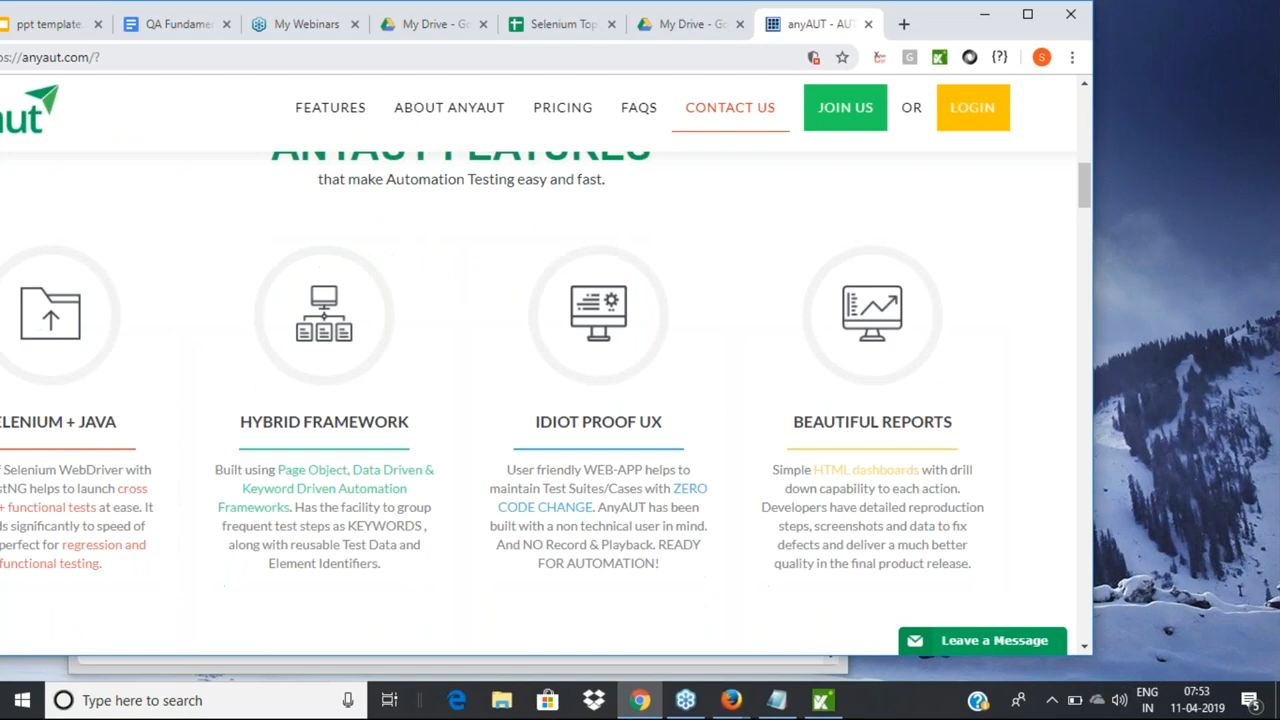 ppt template
QA Fundame
My Webinars
My Drive - Go
Selenium Top
My Drive - Go
anyAUT - AUT
ps://anyaut.com/?
aut
FEATURES
ABOUT ANYAUT
PRICING
FAQS
CONTACT US
JOIN US
OR
LOGIN
ANYAUT FEATURES
that make Automation Testing easy and fast.
ELENIUM + JAVA
f Selenium WebDriver with
stNG helps to launch cross
+ functional tests at ease. It
ds significantly to speed of
perfect for regression and
functional testing.
HYBRID FRAMEWORK
Built using Page Object, Data Driven &
Keyword Driven Automation
Frameworks. Has the facility to group
frequent test steps as KEYWORDS ,
along with reusable Test Data and
Element Identifiers.
IDIOT PROOF UX
User friendly WEB-APP helps to
maintain Test Suites/Cases with ZERO
CODE CHANGE. AnyAUT has been
built with a non technical user in mind.
And NO Record & Playback. READY
FOR AUTOMATION!
BEAUTIFUL REPORTS
Simple HTML dashboards with drill
down capability to each action.
Developers have detailed reproduction
steps, screenshots and data to fix
defects and deliver a much better
quality in the final product release.
Leave a Message
Type here to search
ENG
IN
07:53
11-04-2019
5